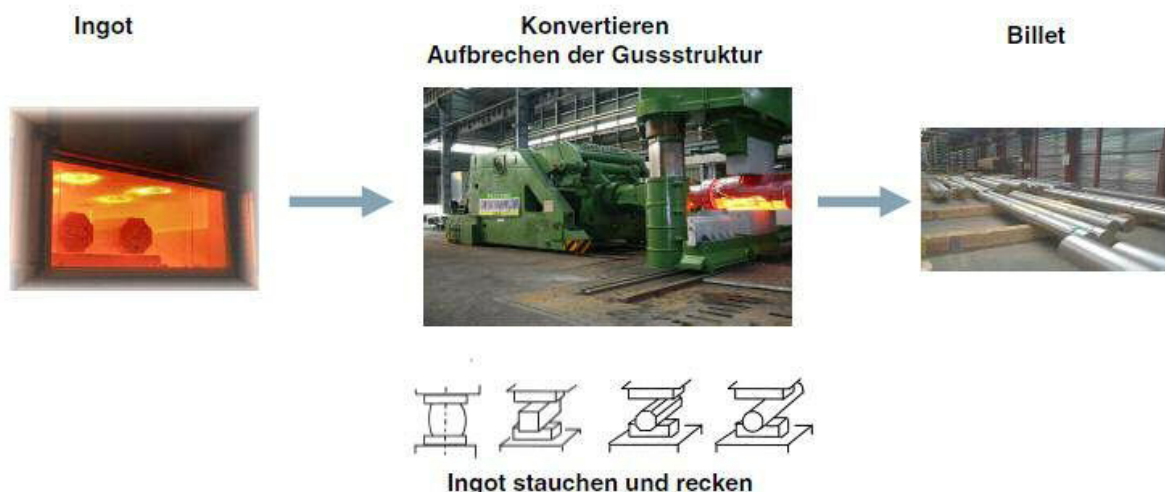 Ingot
Konvertieren
Aufbrechen der Gussstruktur
Billet
Ingot stauchen und recken